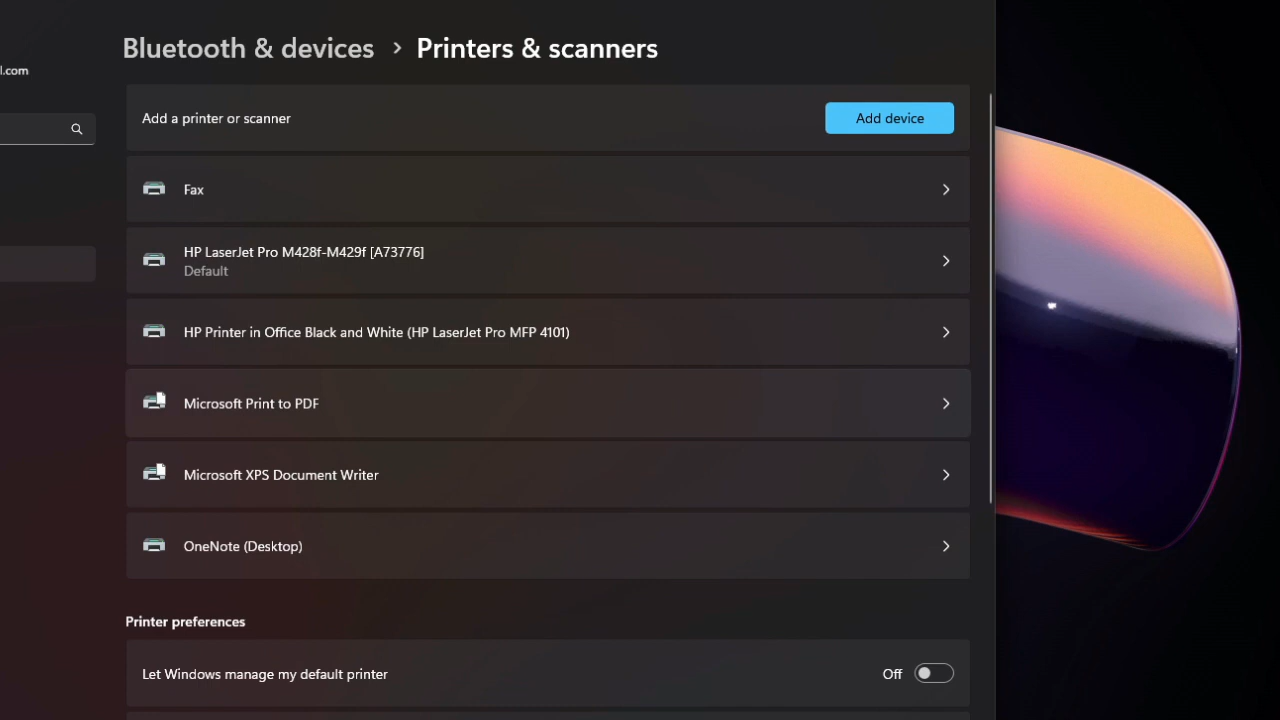 Bluetooth & devices > Printers & scanners
l.com
Add a printer or scanner
Add device
Fax
HP LaserJet Pro M428f-M429f [A73776]
Default
HP Printer in Office Black and White (HP LaserJet Pro MFP 4101)
Microsoft Print to PDF
Microsoft XPS Document Writer
OneNote (Desktop)
Printer preferences
Let Windows manage my default printer
Off